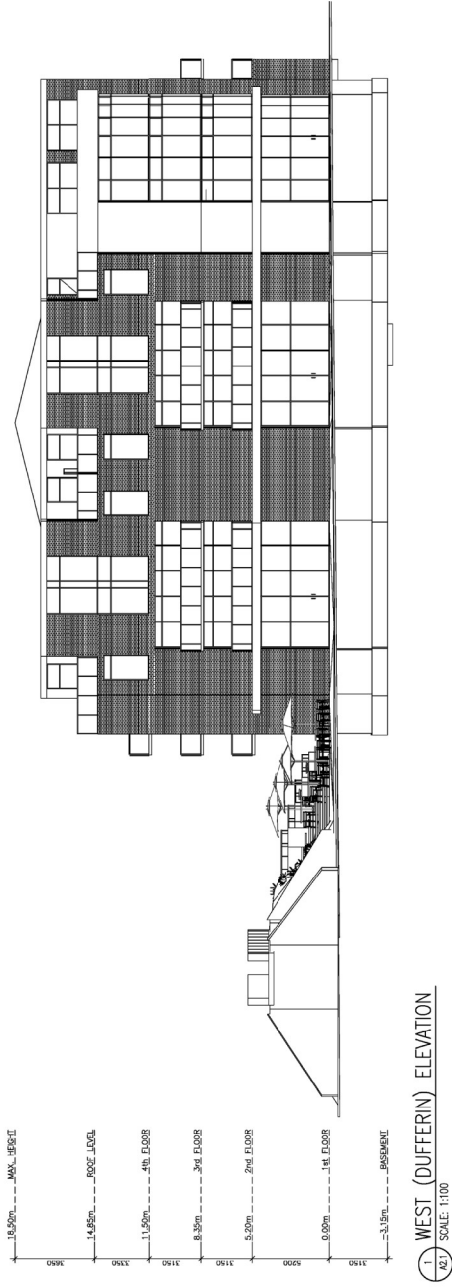 18.50m MAX. HEIGHT
3650
14.85m ROOF LEVEL
3350
11.50m 4th FLOOR
3150
8.35m 3rd FLOOR
3150
5.20m 2nd FLOOR
5200
0.00m 1st FLOOR
3150
-3.15m BASEMENT
1
A2.1
WEST (DUFFERIN) ELEVATION
SCALE: 1:100